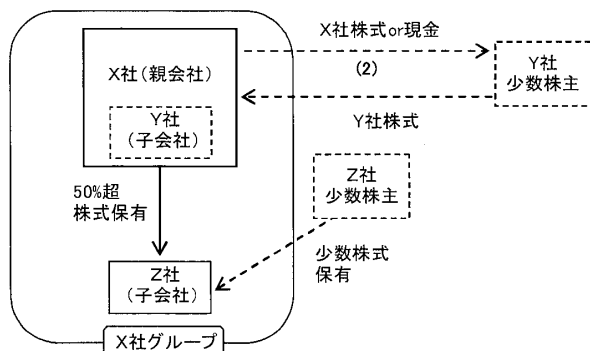 X社株式or現金
(2)
X社(親会社)
Y社
(子会社)
Y社
少数株主
Y社株式
50%超
株式保有
Z社
少数株主
少数株式
保有
Z社
(子会社)
X社グループ